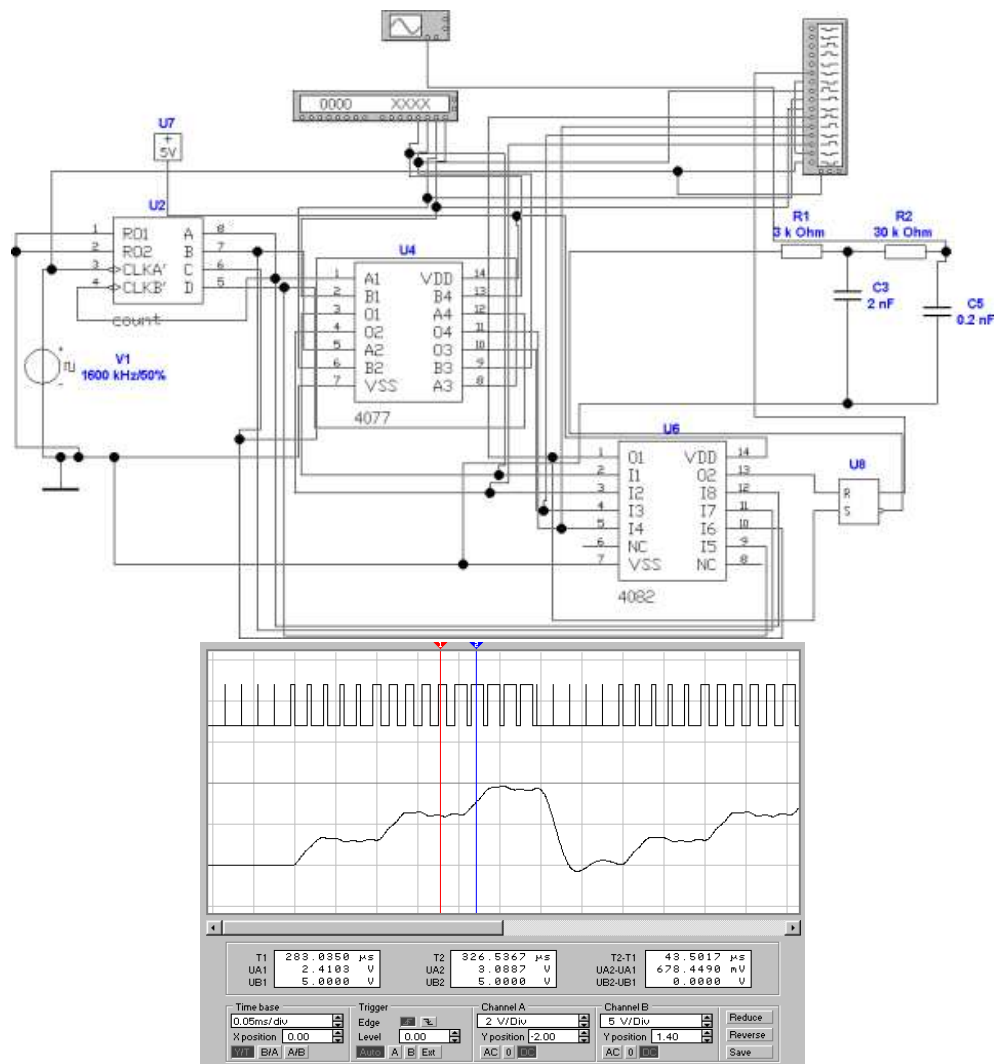 0000 XXXX
U7
+
5V
U2
1 RO1 A 8
2 RO2 B 7
3 CLKA' C 6
4 CLKB' D 5
count
V1
1600 kHz/50%
U4
1 A1 VDD 14
2 B1 B4 13
3 O1 A4 12
4 O2 O4 11
5 A2 O3 10
6 B2 B3 9
7 VSS A3 8
4077
R1
3 k Ohm
R2
30 k Ohm
C3
2 nF
C5
0.2 nF
U6
1 O1 VDD 14
2 I1 O2 13
3 I2 I8 12
4 I3 I7 11
5 I4 I6 10
6 NC I5 9
7 VSS NC 8
4082
U8
R
S
1 2
T1 283.0350 µs T2 326.5367 µs T2-T1 43.5017 µs
UA1 2.4103 V UA2 3.0887 V UA2-UA1 678.4490 mV
UB1 5.0000 V UB2 5.0000 V UB2-UB1 0.0000 V
Time base Trigger Channel A Channel B
0.05ms/div Edge 2 V/Div 5 V/Div Reduce
X position 0.00 Level 0.00 Y position -2.00 Y position 1.40 Reverse
Y/T B/A A/B Auto A B Ext AC 0 DC AC 0 DC Save